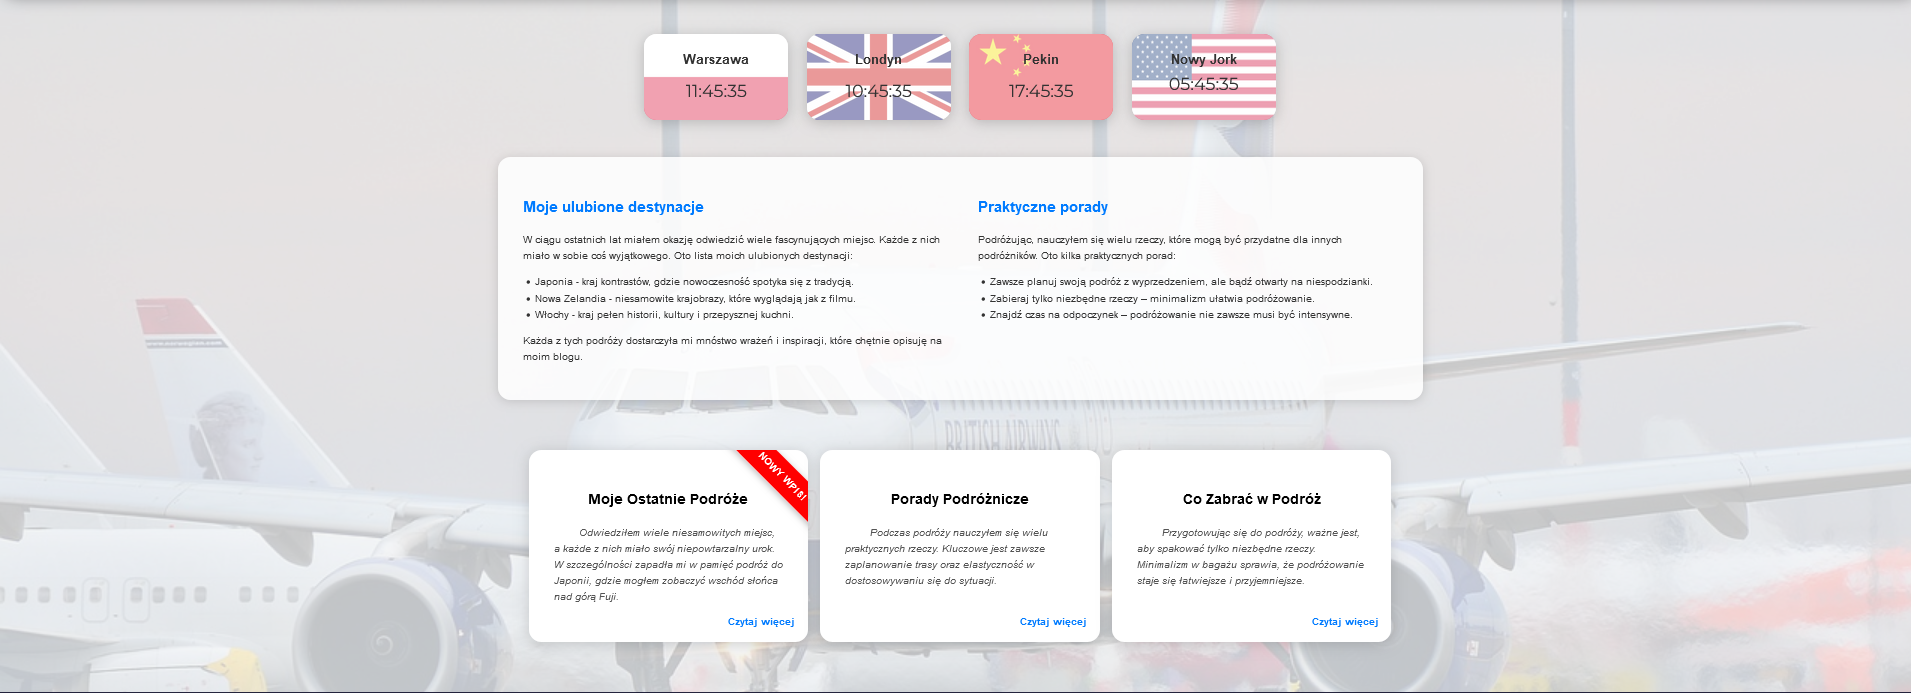 Warszawa
11:45:35
Londyn
10:45:35
Pekin
17:45:35
Nowy Jork
05:45:35
Moje ulubione destynacje
W ciągu ostatnich lat miałem okazję odwiedzić wiele fascynujących miejsc. Każde z nich
miało w sobie coś wyjątkowego. Oto lista moich ulubionych destynacji:
• Japonia - kraj kontrastów, gdzie nowoczesność spotyka się z tradycją.
• Nowa Zelandia - niesamowite krajobrazy, które wyglądają jak z filmu.
• Włochy - kraj pełen historii, kultury i przepysznej kuchni.
Każda z tych podróży dostarczyła mi mnóstwo wrażeń i inspiracji, które chętnie opisuję na
moim blogu.
Praktyczne porady
Podróżując, nauczyłem się wielu rzeczy, które mogą być przydatne dla innych
podróżników. Oto kilka praktycznych porad:
• Zawsze planuj swoją podróż z wyprzedzeniem, ale bądź otwarty na niespodzianki.
• Zabieraj tylko niezbędne rzeczy – minimalizm ułatwia podróżowanie.
• Znajdź czas na odpoczynek – podróżowanie nie zawsze musi być intensywne.
www.norwegian.com
BRITISH AIRWAYS
NOWY WPIS!
Moje Ostatnie Podróże
Odwiedziłem wiele niesamowitych miejsc,
a każde z nich miało swój niepowtarzalny urok.
W szczególności zapadła mi w pamięć podróż do
Japonii, gdzie mogłem zobaczyć wschód słońca
nad górą Fuji.
Czytaj więcej
Porady Podróżnicze
Podczas podróży nauczyłem się wielu
praktycznych rzeczy. Kluczowe jest zawsze
zaplanowanie trasy oraz elastyczność w
dostosowywaniu się do sytuacji.
Czytaj więcej
Co Zabrać w Podróż
Przygotowując się do podróży, ważne jest,
aby spakować tylko niezbędne rzeczy.
Minimalizm w bagażu sprawia, że podróżowanie
staje się łatwiejsze i przyjemniejsze.
Czytaj więcej